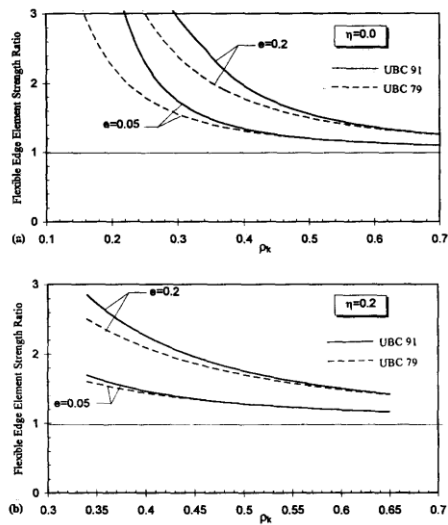 Flexible Edge Element Strength Ratio
3
2
1
0
η=0.0
e=0.2
UBC 91
UBC 79
e=0.05
(a)
0.1 0.2 0.3 0.4 0.5 0.6 0.7
ρk
Flexible Edge Element Strength Ratio
3
2
1
0
e=0.2
η=0.2
UBC 91
UBC 79
e=0.05
(b)
0.3 0.35 0.4 0.45 0.5 0.55 0.6 0.65 0.7
ρk